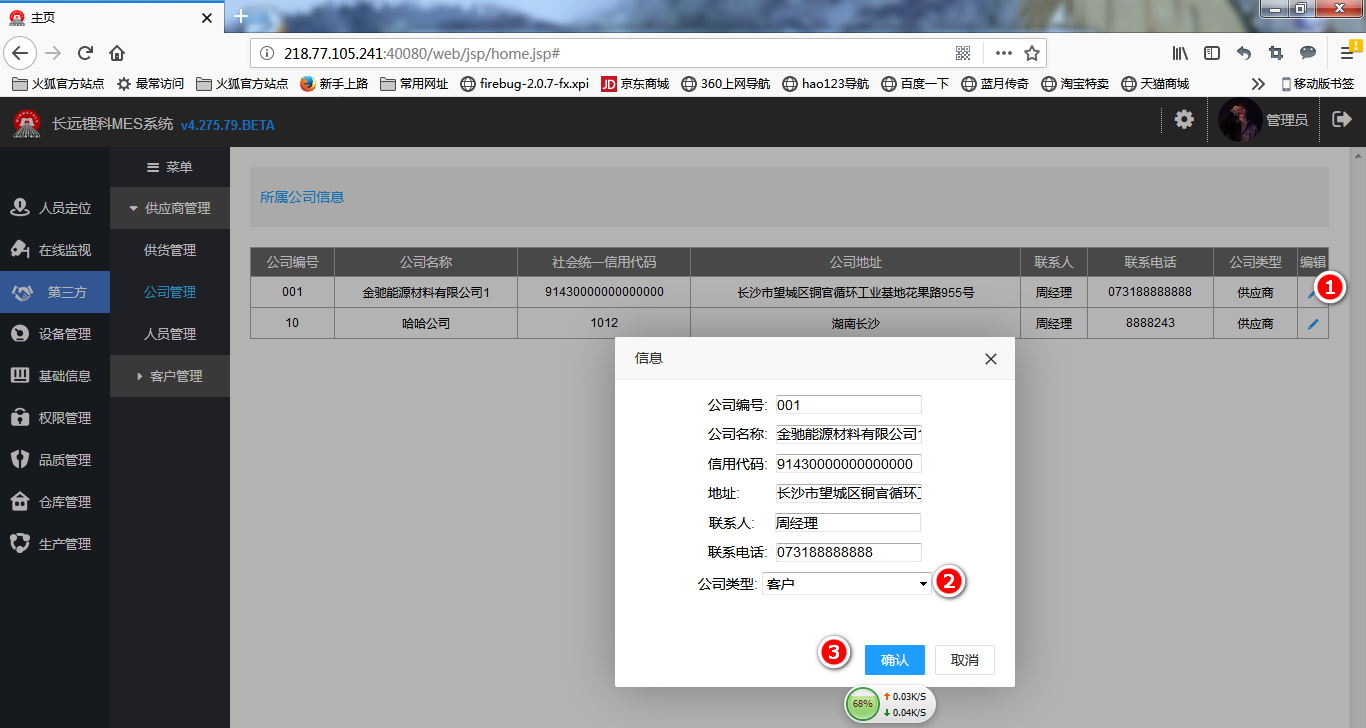 主页
218.77.105.241:40080/web/jsp/home.jsp#
火狐官方站点 最常访问 火狐官方站点 新手上路 常用网址 firebug-2.0.7-fx.xpi JD 京东商城 360上网导航 hao123导航 百度一下 蓝月传奇 淘宝特卖 天猫商城 移动版书签
长远锂科MES系统 v4.275.79.BETA 管理员
菜单
人员定位
在线监视
第三方
设备管理
基础信息
权限管理
品质管理
仓库管理
生产管理
供应商管理
供货管理
公司管理
人员管理
客户管理
所属公司信息
公司编号 公司名称 社会统一信用代码 公司地址 联系人 联系电话 公司类型 编辑
001 金驰能源材料有限公司1 91430000000000000 长沙市望城区铜官循环工业基地花果路955号 周经理 073188888888 供应商 1
10 哈哈公司 1012 湖南长沙 周经理 8888243 供应商
信息
公司编号: 001
公司名称: 金驰能源材料有限公司1
信用代码: 91430000000000000
地址: 长沙市望城区铜官循环工
联系人: 周经理
联系电话: 073188888888
公司类型: 客户 2
3 确认 取消
68% 0.03K/S
0.04K/S